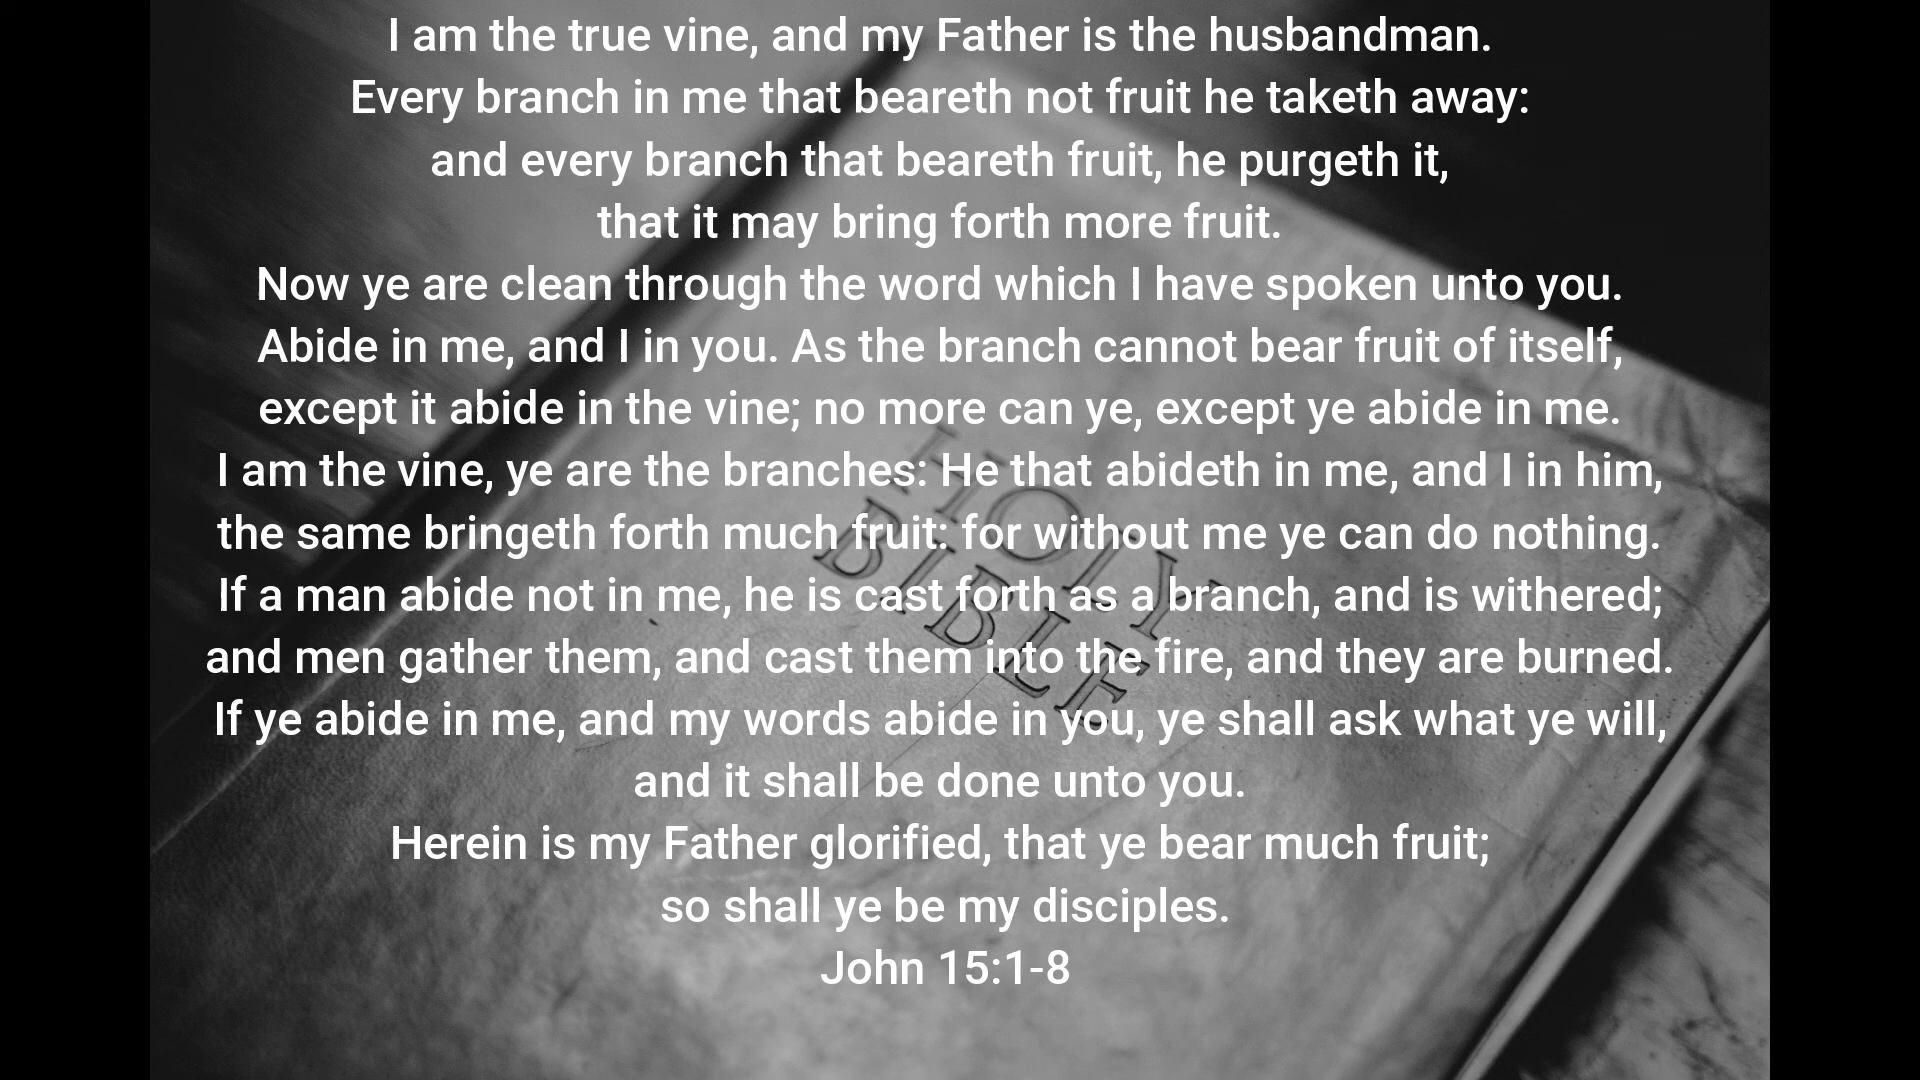 I am the true vine, and my Father is the husbandman.
Every branch in me that beareth not fruit he taketh away:
and every branch that beareth fruit, he purgeth it,
that it may bring forth more fruit.
Now ye are clean through the word which I have spoken unto you.
Abide in me, and I in you. As the branch cannot bear fruit of itself,
except it abide in the vine; no more can ye, except ye abide in me.
I am the vine, ye are the branches: He that abideth in me, and I in him,
the same bringeth forth much fruit: for without me ye can do nothing.
If a man abide not in me, he is cast forth as a branch, and is withered;
and men gather them, and cast them into the fire, and they are burned.
If ye abide in me, and my words abide in you, ye shall ask what ye will,
and it shall be done unto you.
Herein is my Father glorified, that ye bear much fruit;
so shall ye be my disciples.
John 15:1-8
HOLY
BIBLE